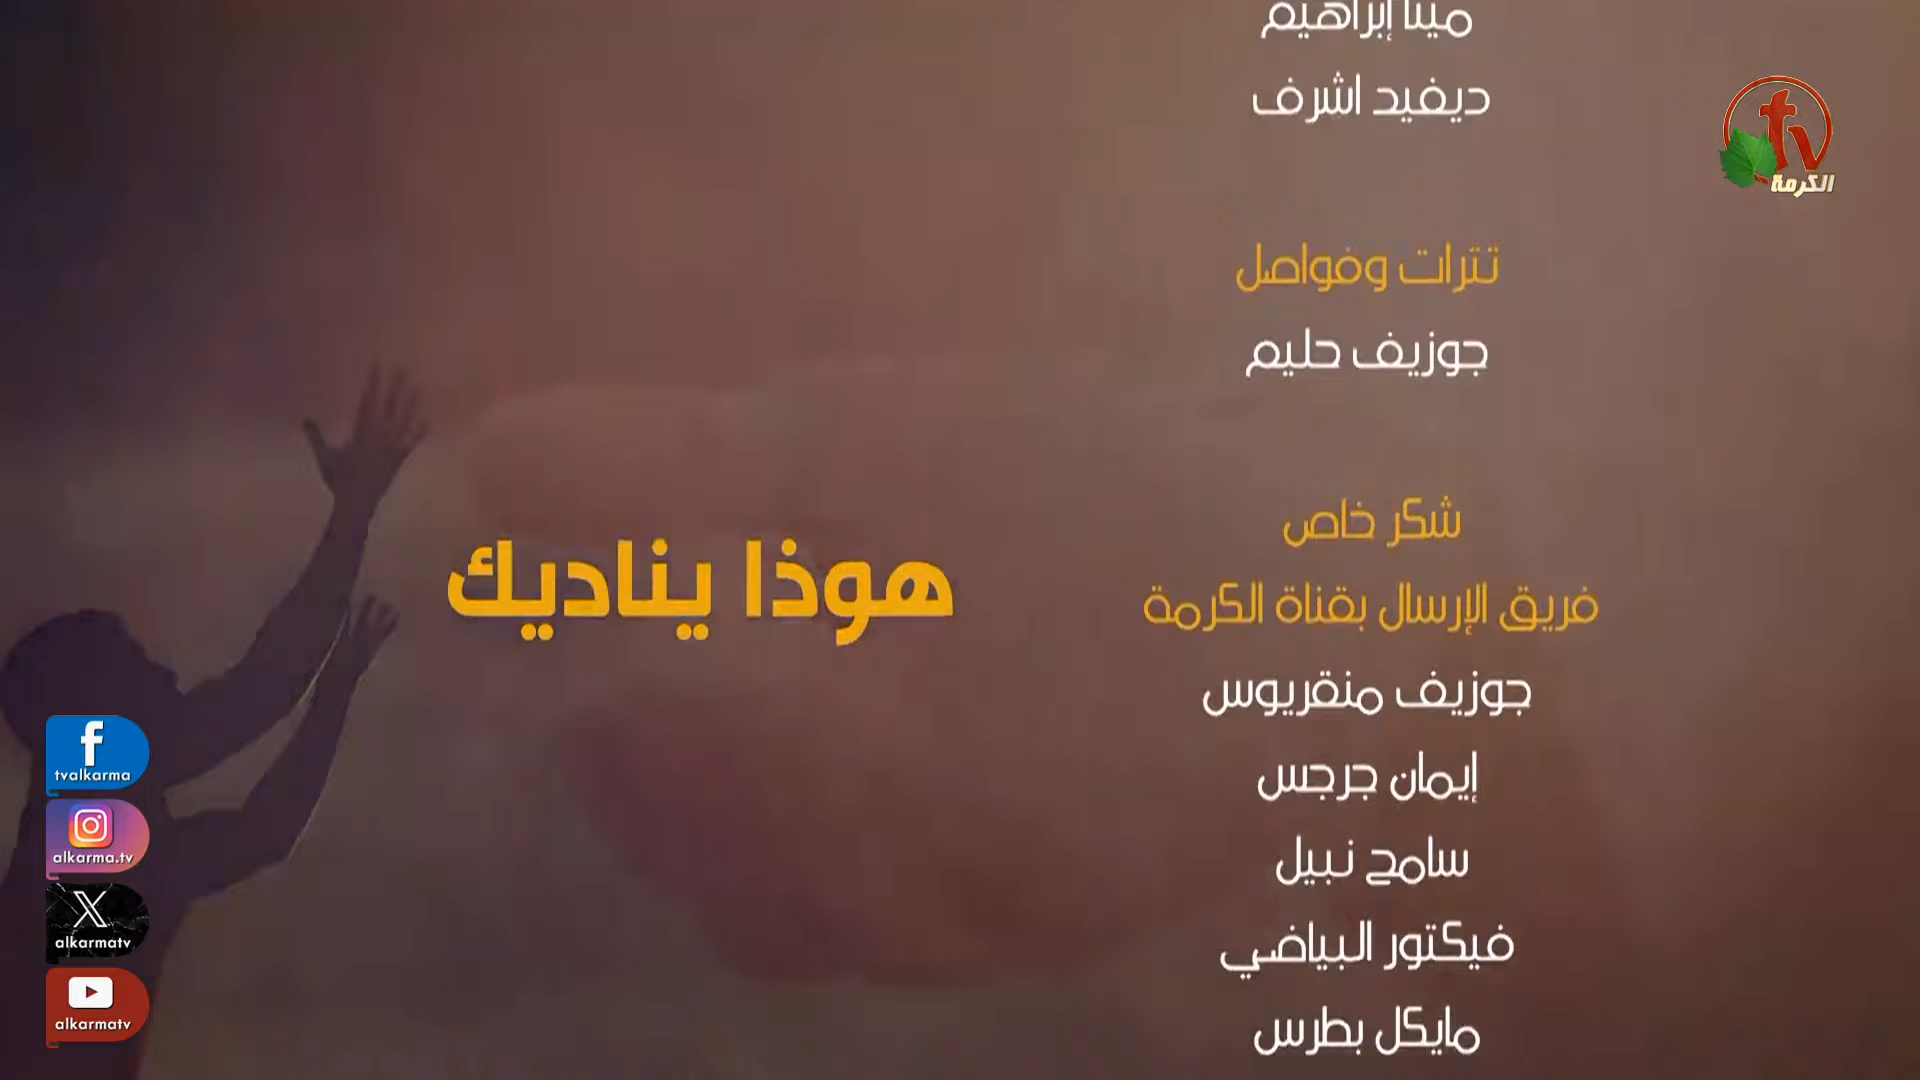 مينا إبراهيم
ديفيد اشرف
tv
الكرمة
تترات وفواصل
جوزيف حليم
شكر خاص
فريق الإرسال بقناة الكرمة
هوذا يناديك
جوزيف منقريوس
إيمان جرجس
سامح نبيل
فيكتور البياضي
مايكل بطرس
tvalkarma
alkarma.tv
alkarmatv
alkarmatv